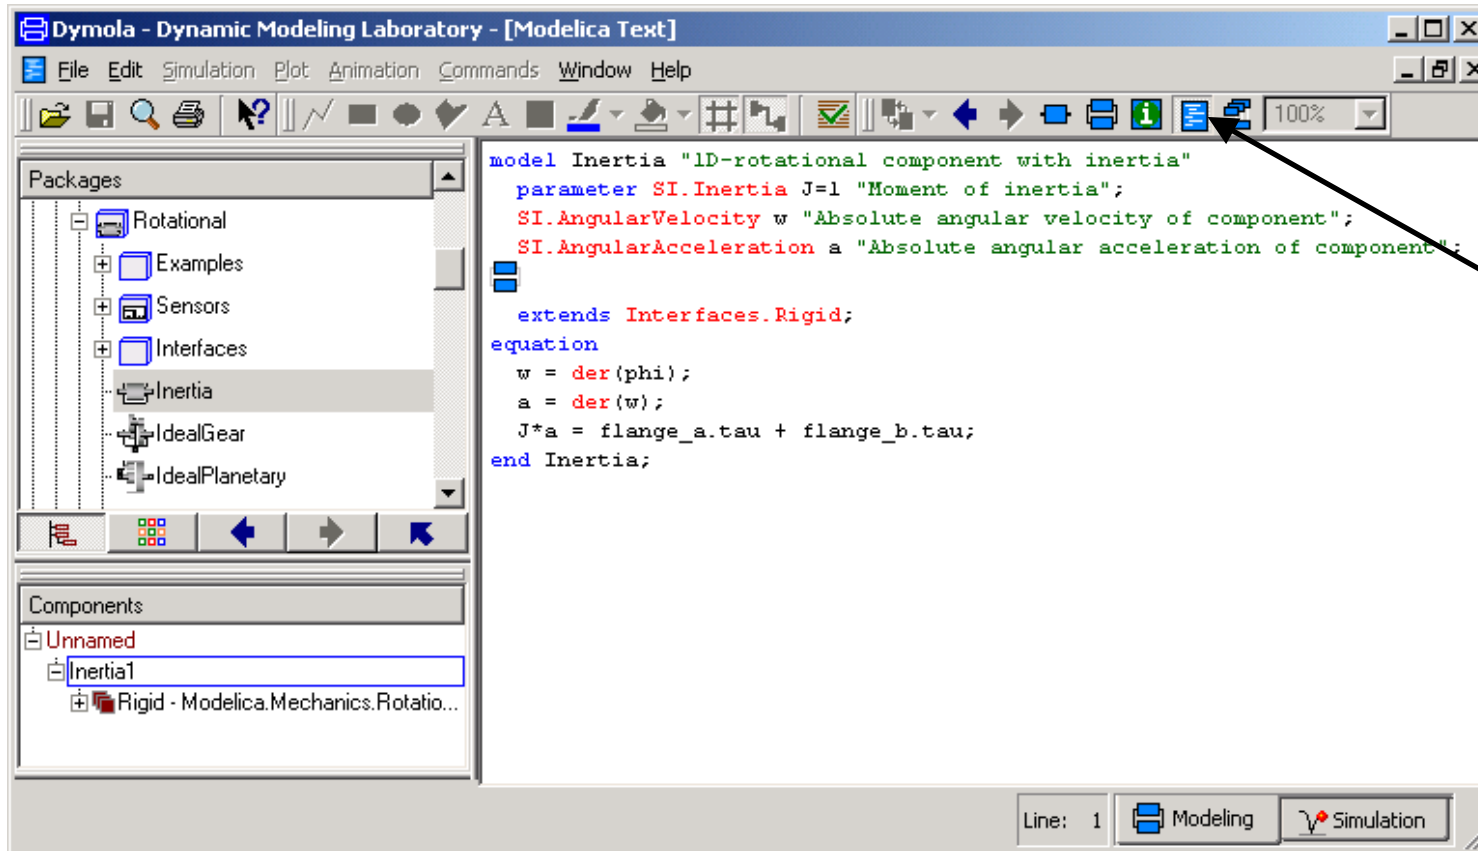 Dymola - Dynamic Modeling Laboratory - [Modelica Text]
File Edit Simulation Plot Animation Commands Window Help
100%
Packages
Rotational
Examples
Sensors
Interfaces
Inertia
IdealGear
IdealPlanetary
Components
Unnamed
Inertia1
Rigid - Modelica.Mechanics.Rotatio...
model Inertia "1D-rotational component with inertia"
parameter SI.Inertia J=1 "Moment of inertia";
SI.AngularVelocity w "Absolute angular velocity of component";
SI.AngularAcceleration a "Absolute angular acceleration of component";
extends Interfaces.Rigid;
equation
w = der(phi);
a = der(w);
J*a = flange_a.tau + flange_b.tau;
end Inertia;
Line: 1 Modeling Simulation